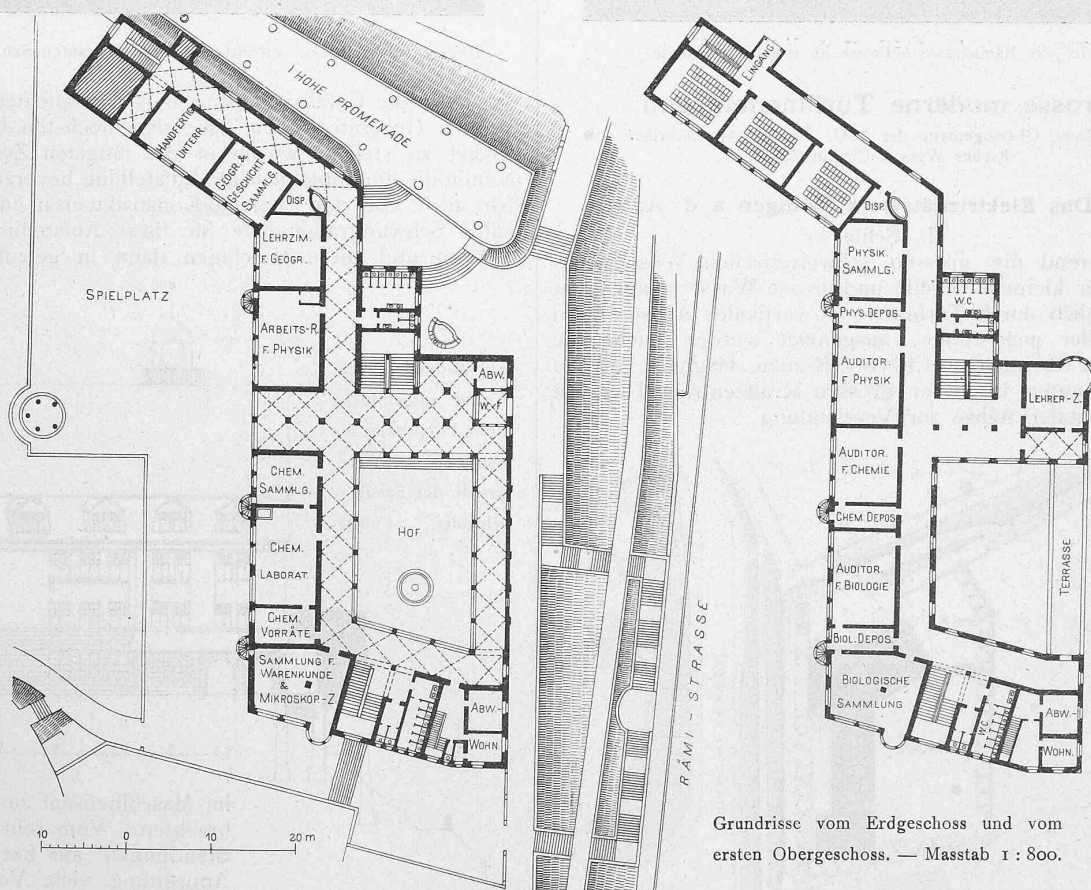 I HOHE PROMENADE
HANDFERTIGK.
UNTER.
GEOGR. &
GESCHICHT.
SAMMLG.
DISP.
LEHRZIM.
F. GEOGR.
SPIELPLATZ
ARBEITS-R.
F. PHYSIK
ABW.
W.F
CHEM.
SAMMLG.
HOF
CHEM.
LABORAT.
CHEM.
VORRÄTE
SAMMLUNG F.
WARENKUNDE
&
MIKROSKOP.-Z.
ABW.-
WOHN.
10 0 10 20 m
RÄMI-STRASSE
EINGANG
DISP.
PHYSIK
SAMMLG.
PHYS. DEPOS.
W.C.
AUDITOR.
F. PHYSIK
LEHRER-Z.
AUDITOR.
F. CHEMIE
CHEM. DEPOS.
AUDITOR.
F. BIOLOGIE
TERRASSE
BIOL. DEPOS.
BIOLOGISCHE
SAMMLUNG
W.C.
ABW.-
WOHN.
Grundrisse vom Erdgeschoss und vom
ersten Obergeschoss. — Masstab 1 : 800.